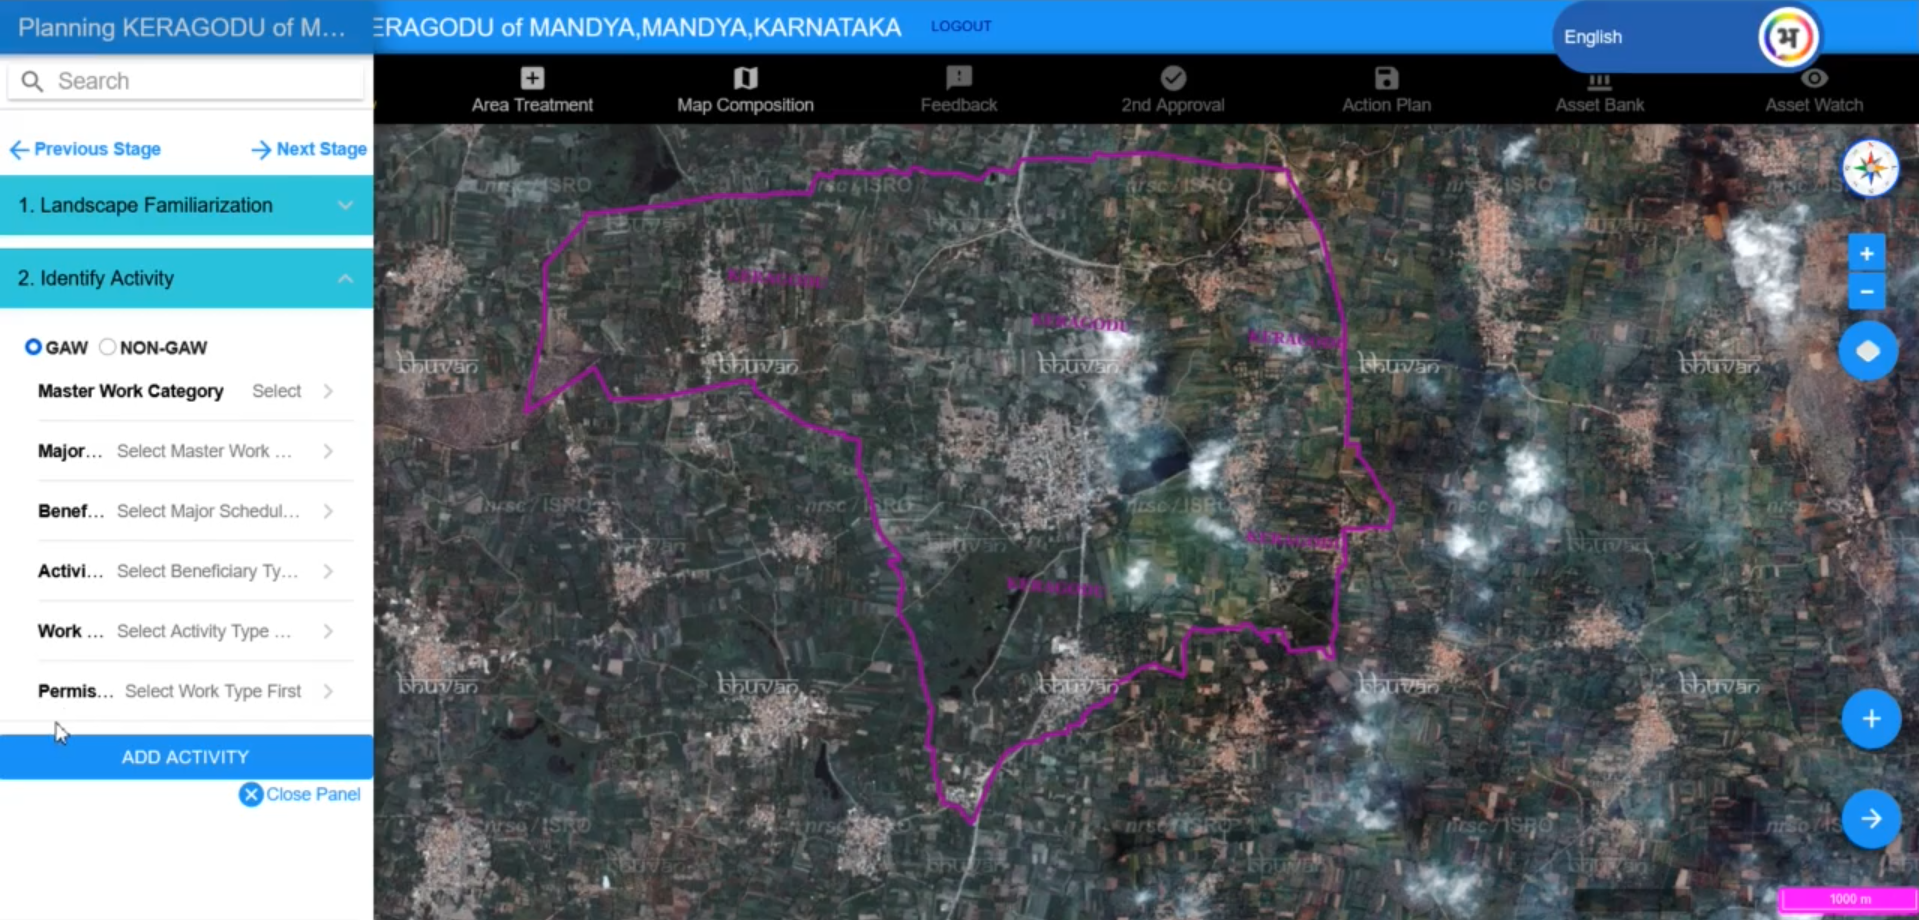 Planning KERAGODU of M...
ERAGODU of MANDYA,MANDYA,KARNATAKA
LOGOUT
English
भ
Search
Area Treatment
Map Composition
Feedback
2nd Approval
Action Plan
Asset Bank
Asset Watch
Previous Stage
Next Stage
1. Landscape Familiarization
2. Identify Activity
GAW
NON-GAW
Master Work Category Select
Major... Select Master Work ...
Benef... Select Major Schedul...
Activi... Select Beneficiary Ty...
Work ... Select Activity Type ...
Permis... Select Work Type First
ADD ACTIVITY
Close Panel
KERAGODU
KERAGODU
KERAGODU
KERAGODU
KERAGODU
nrsc / ISRO
bhuvan
1000 m